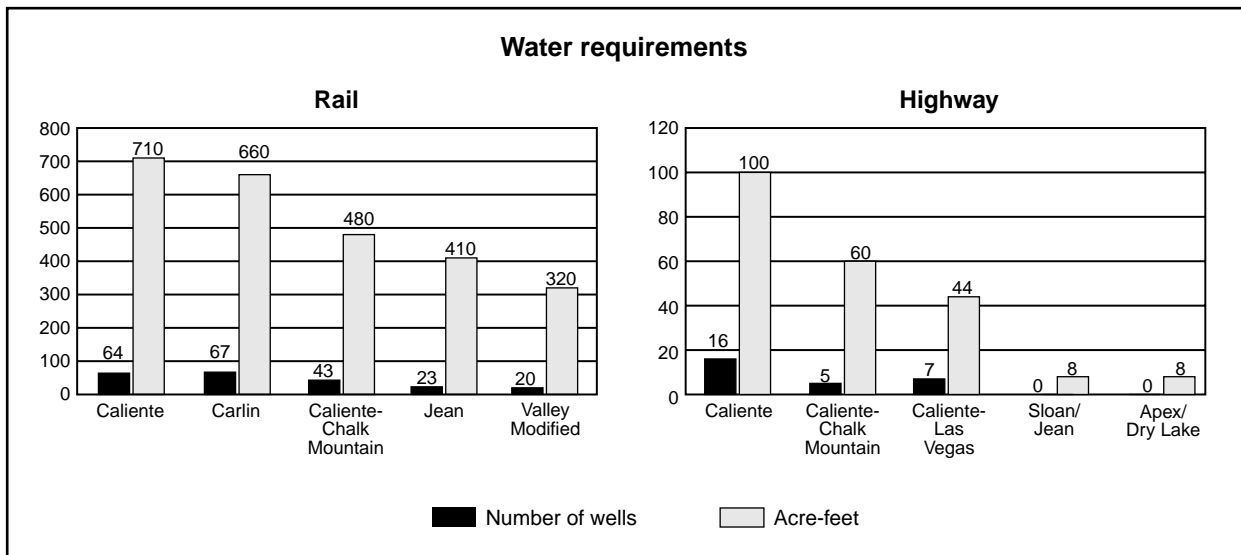 Water requirements
Rail
800
700
600
500
400
300
200
100
0
710
660
480
410
320
64
67
43
23
20
Caliente
Carlin
Caliente-
Chalk
Mountain
Jean
Valley
Modified
Highway
120
100
80
60
40
20
0
100
60
44
8
8
16
5
7
0
0
Caliente
Caliente-
Chalk
Mountain
Caliente-
Las
Vegas
Sloan/
Jean
Apex/
Dry Lake
Number of wells
Acre-feet